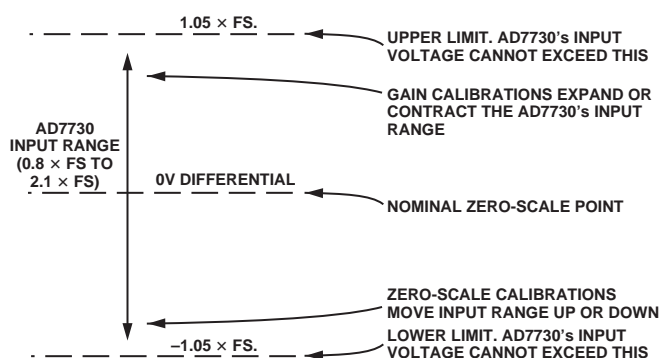 1.05 × FS.
UPPER LIMIT. AD7730's INPUT
VOLTAGE CANNOT EXCEED THIS
GAIN CALIBRATIONS EXPAND OR
CONTRACT THE AD7730's INPUT
RANGE
AD7730
INPUT RANGE
(0.8 × FS TO
2.1 × FS)
0V DIFFERENTIAL
NOMINAL ZERO-SCALE POINT
ZERO-SCALE CALIBRATIONS
MOVE INPUT RANGE UP OR DOWN
–1.05 × FS.
LOWER LIMIT. AD7730's INPUT
VOLTAGE CANNOT EXCEED THIS